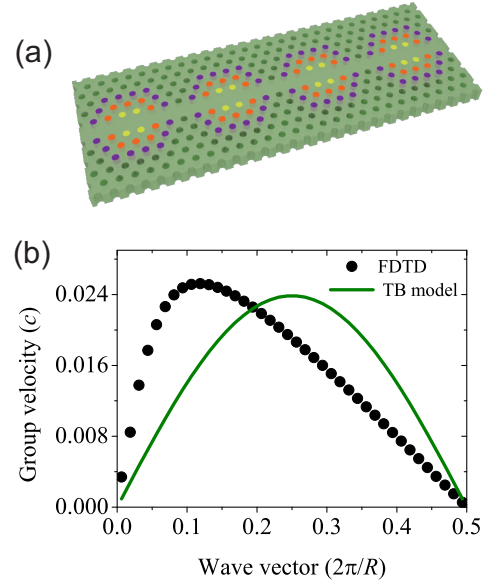 (a)
(b)
FDTD
TB model
0.024
0.016
0.008
0.000
Group velocity (c)
0.0 0.1 0.2 0.3 0.4 0.5
Wave vector (2π/R)